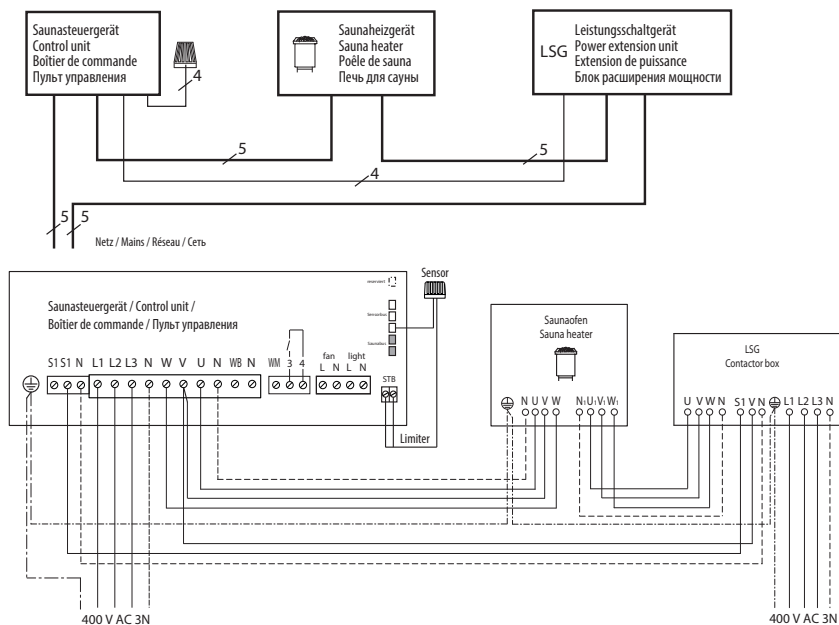 Saunasteuergerät
Control unit
Boîtier de commande
Пульт управления
4
Saunaheizgerät
Sauna heater
Poêle de sauna
Печь для сауны
LSG
Leistungsschaltgerät
Power extension unit
Extension de puissance
Блок расширения мощности
5
5
4
5 5
Netz / Mains / Réseau / Сеть
Saunasteuergerät / Control unit /
Boîtier de commande / Пульт управления
reserviert
Sensorbus
Saunabus
Sensor
S1 S1 N L1 L2 L3 N W V U N WB N WM 3 4
fan light
L N L N
STB
Limiter
Saunaofen
Sauna heater
N U V W N1 U1 V1 W1
LSG
Contactor box
U V W N S1 V N L1 L2 L3 N
400 V AC 3N
400 V AC 3N